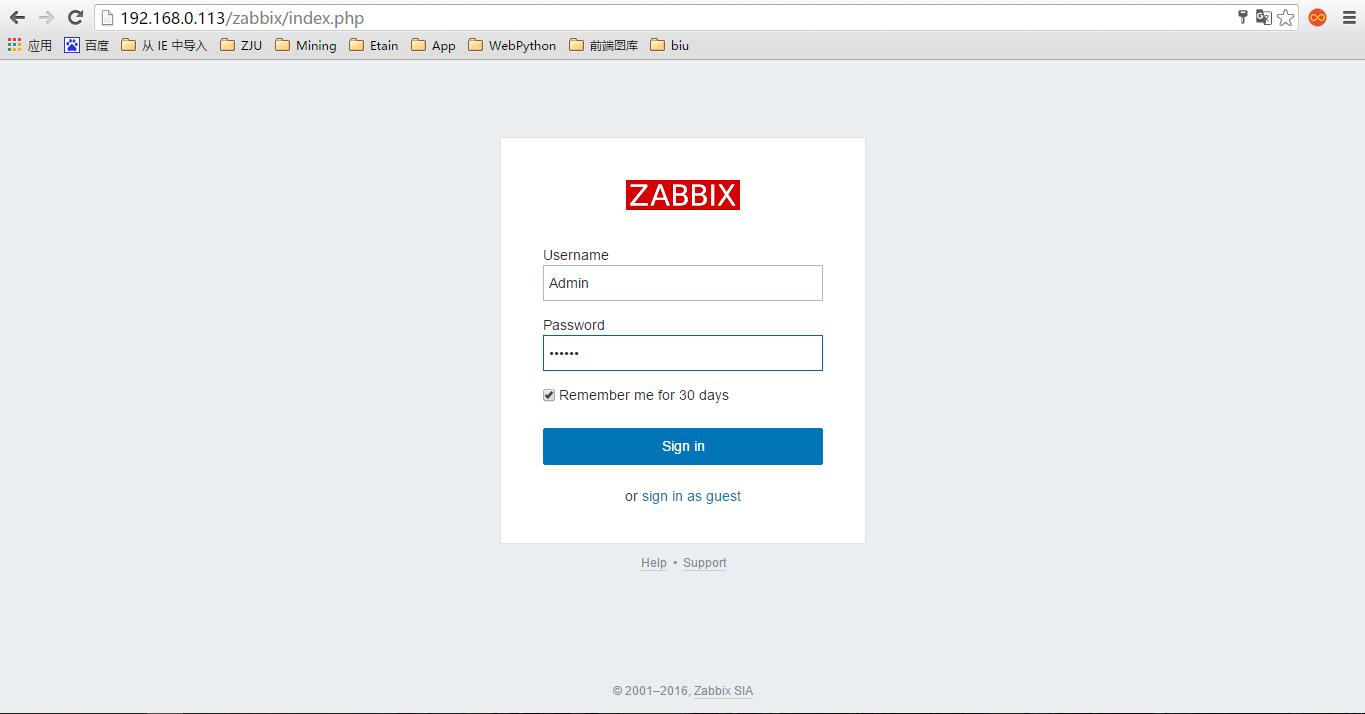 192.168.0.113/zabbix/index.php
应用 百度 从 IE 中导入 ZJU Mining Etain App WebPython 前端图库 biu
ZABBIX
Username
Admin
Password
••••••
Remember me for 30 days
Sign in
or sign in as guest
Help • Support
© 2001–2016, Zabbix SIA